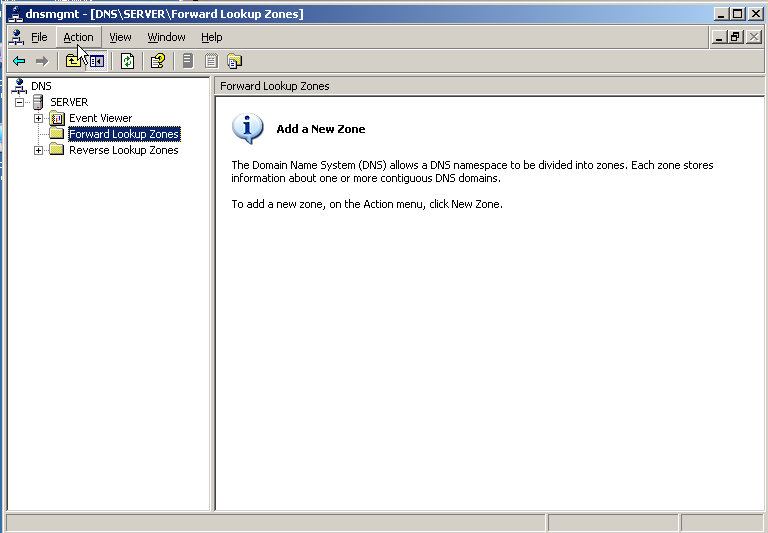 dnsmgmt - [DNS\SERVER\Forward Lookup Zones]
File Action View Window Help
DNS
SERVER
Event Viewer
Forward Lookup Zones
Reverse Lookup Zones
Forward Lookup Zones
Add a New Zone
The Domain Name System (DNS) allows a DNS namespace to be divided into zones. Each zone stores
information about one or more contiguous DNS domains.
To add a new zone, on the Action menu, click New Zone.